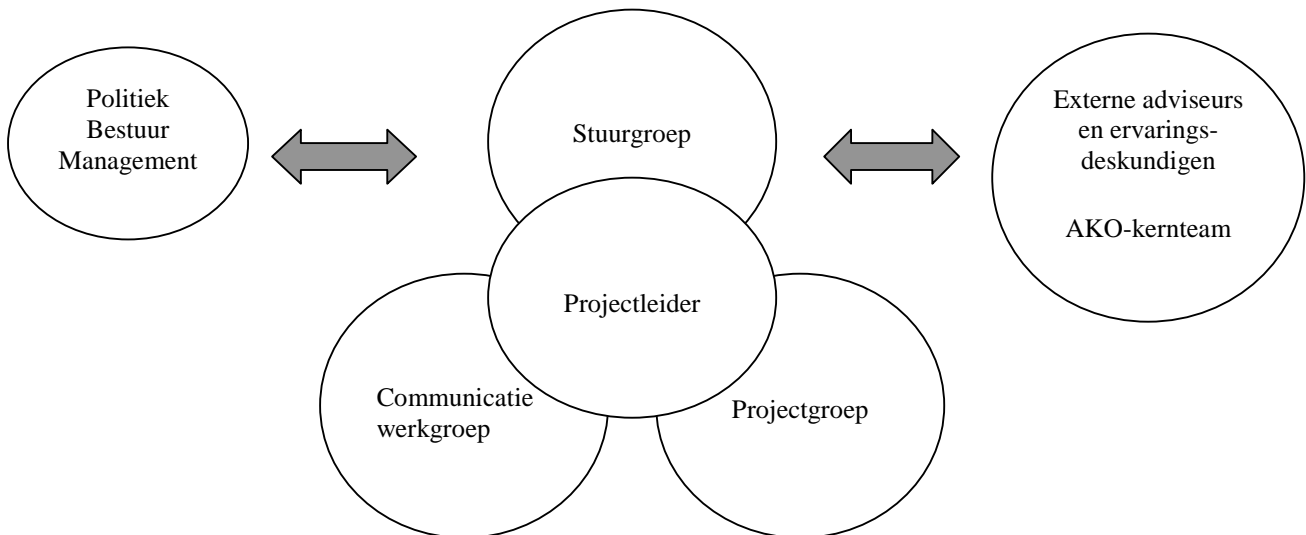 Politiek
Bestuur
Management
Stuurgroep
Externe adviseurs
en ervarings-
deskundigen
AKO-kernteam
Projectleider
Communicatie
werkgroep
Projectgroep